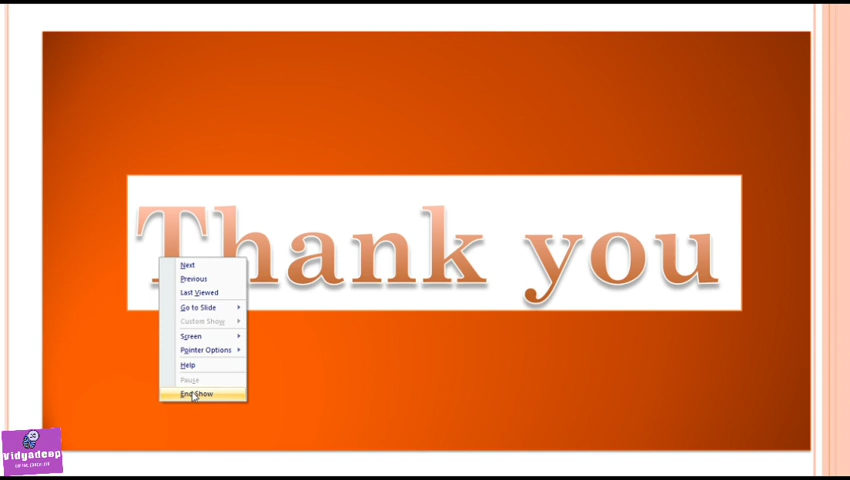 Thank you
Next
Previous
Last Viewed
Go to Slide
Custom Show
Screen
Pointer Options
Help
Pause
End Show
Vidyadeep